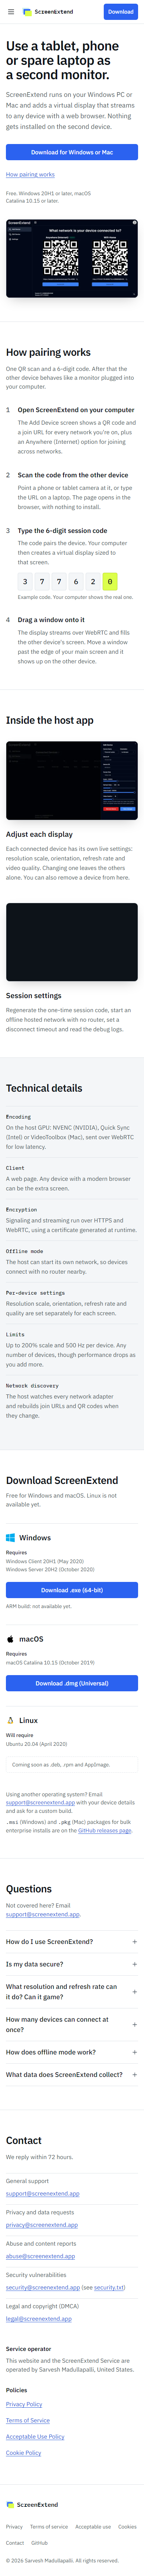 ScreenExtend
Download
Use a tablet, phone
or spare laptop as
a second monitor.
ScreenExtend runs on your Windows PC or
Mac and adds a virtual display that streams
to any device with a web browser. Nothing
gets installed on the second device.
Download for Windows or Mac
How pairing works
Free. Windows 20H1 or later, macOS
Catalina 10.15 or later.
ScreenExtend
What network is your device connected to?
How pairing works
One QR scan and a 6-digit code. After that the
other device behaves like a monitor plugged into
your computer.
1 Open ScreenExtend on your computer
The Add Device screen shows a QR code and
a join URL for every network you're on, plus
an Anywhere (Internet) option for joining
across networks.
2 Scan the code from the other device
Point a phone or tablet camera at it, or type
the URL on a laptop. The page opens in the
browser, with nothing to install.
3 Type the 6-digit session code
The code pairs the device. Your computer
then creates a virtual display sized to
that screen.
3 7 7 6 2 0
Example code. Your computer shows the real one.
4 Drag a window onto it
The display streams over WebRTC and fills
the other device's screen. Move a window
past the edge of your main screen and it
shows up on the other device.
Inside the host app
Adjust each display
Each connected device has its own live settings:
resolution scale, orientation, refresh rate and
video quality. Changing one leaves the others
alone. You can also remove a device from here.
Session settings
Regenerate the one-time session code, start an
offline hosted network with no router, set a
disconnect timeout and read the debug logs.
Technical details
Encoding
On the host GPU: NVENC (NVIDIA), Quick Sync
(Intel) or VideoToolbox (Mac), sent over WebRTC
for low latency.
Client
A web page. Any device with a modern browser
can be the extra screen.
Encryption
Signaling and streaming run over HTTPS and
WebRTC, using a certificate generated at runtime.
Offline mode
The host can start its own network, so devices
connect with no router nearby.
Per-device settings
Resolution scale, orientation, refresh rate and
quality are set separately for each screen.
Limits
Up to 200% scale and 500 Hz per device. Any
number of devices, though performance drops as
you add more.
Network discovery
The host watches every network adapter
and rebuilds join URLs and QR codes when
they change.
Download ScreenExtend
Free for Windows and macOS. Linux is not
available yet.
Windows
Requires
Windows Client 20H1 (May 2020)
Windows Server 20H2 (October 2020)
Download .exe (64-bit)
ARM build: not available yet.
macOS
Requires
macOS Catalina 10.15 (October 2019)
Download .dmg (Universal)
Linux
Will require
Ubuntu 20.04 (April 2020)
Coming soon as .deb, .rpm and AppImage.
Using another operating system? Email
support@screenextend.app with your device details
and ask for a custom build.
.msi (Windows) and .pkg (Mac) packages for bulk
enterprise installs are on the GitHub releases page.
Questions
Not covered here? Email
support@screenextend.app.
How do I use ScreenExtend? +
Is my data secure? +
What resolution and refresh rate can
it do? Can it game? +
How many devices can connect at
once? +
How does offline mode work? +
What data does ScreenExtend collect? +
Contact
We reply within 72 hours.
General support
support@screenextend.app
Privacy and data requests
privacy@screenextend.app
Abuse and content reports
abuse@screenextend.app
Security vulnerabilities
security@screenextend.app (see security.txt)
Legal and copyright (DMCA)
legal@screenextend.app
Service operator
This website and the ScreenExtend Service are
operated by Sarvesh Madullapalli, United States.
Policies
Privacy Policy
Terms of Service
Acceptable Use Policy
Cookie Policy
ScreenExtend
Privacy Terms of service Acceptable use Cookies
Contact GitHub
© 2026 Sarvesh Madullapalli. All rights reserved.